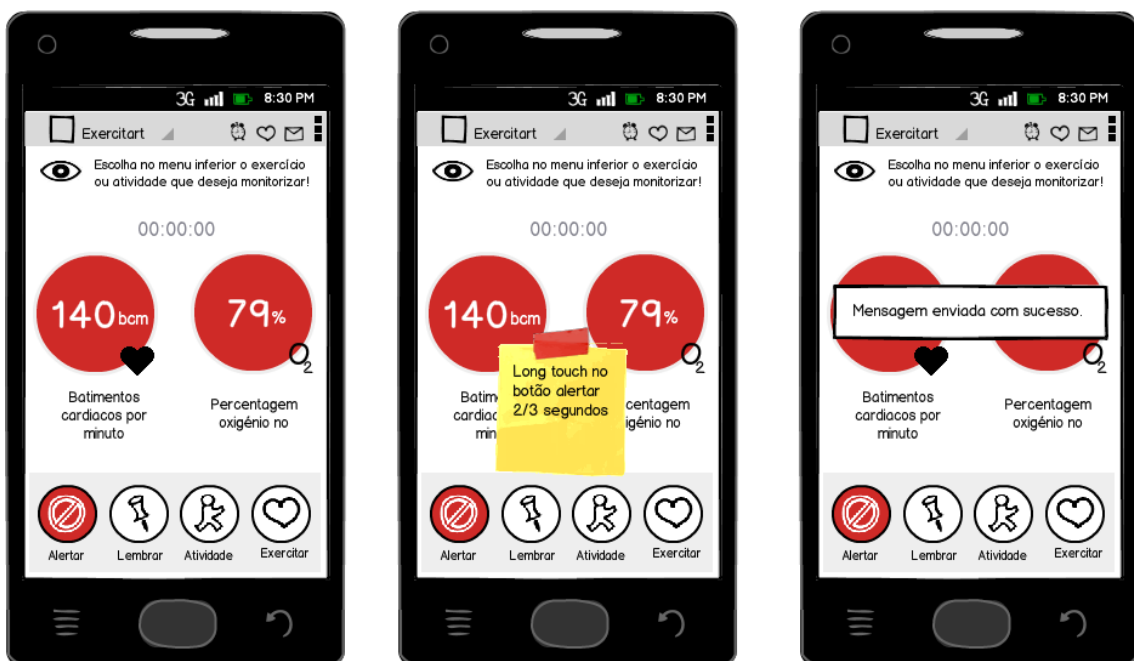 3G 8:30 PM
Exercitart
Escolha no menu inferior o exercício
ou atividade que deseja monitorizar!
00:00:00
140 bcm
79%
O2
Batimentos
cardiacos por
minuto
Percentagem
oxigénio no
Alertar Lembrar Atividade Exercitar
3G 8:30 PM
Exercitart
Escolha no menu inferior o exercício
ou atividade que deseja monitorizar!
00:00:00
140 bcm
79%
O2
Long touch no
botão alertar
2/3 segundos
Alertar Lembrar Atividade Exercitar
3G 8:30 PM
Exercitart
Escolha no menu inferior o exercício
ou atividade que deseja monitorizar!
00:00:00
Mensagem enviada com sucesso.
O2
Batimentos
cardiacos por
minuto
Percentagem
oxigénio no
Alertar Lembrar Atividade Exercitar